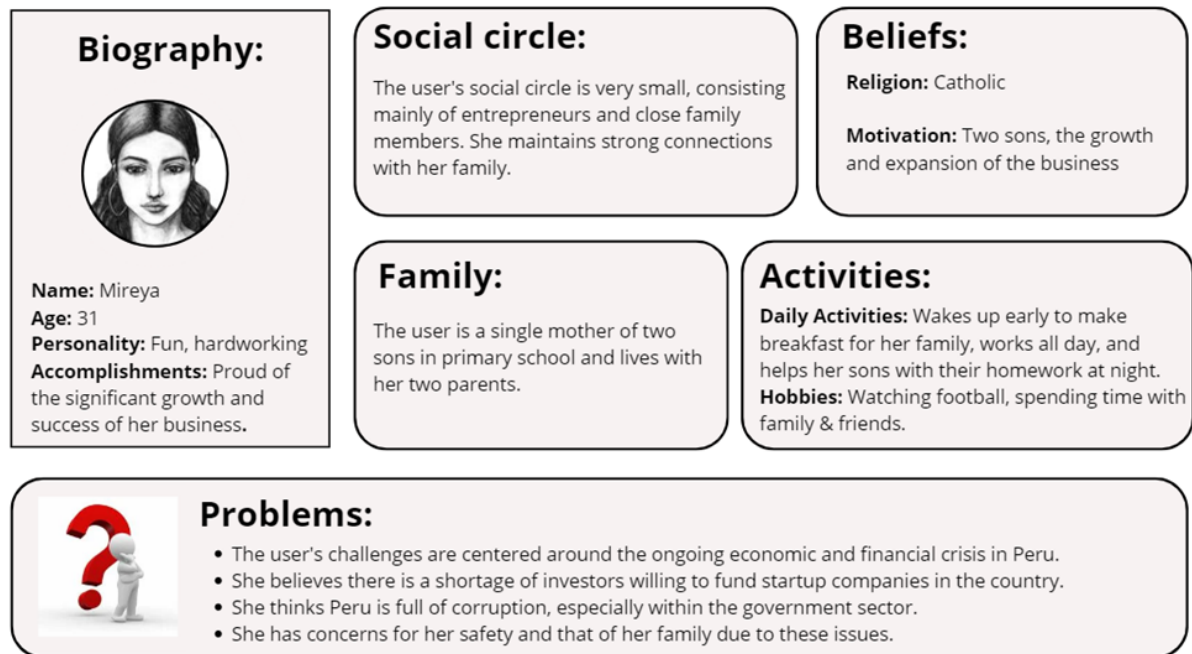 Biography:
Name: Mireya
Age: 31
Personality: Fun, hardworking
Accomplishments: Proud of
the significant growth and
success of her business.
Social circle:
The user's social circle is very small, consisting
mainly of entrepreneurs and close family
members. She maintains strong connections
with her family.
Beliefs:
Religion: Catholic
Motivation: Two sons, the growth
and expansion of the business
Family:
The user is a single mother of two
sons in primary school and lives with
her two parents.
Activities:
Daily Activities: Wakes up early to make
breakfast for her family, works all day, and
helps her sons with their homework at night.
Hobbies: Watching football, spending time with
family & friends.
Problems:
• The user's challenges are centered around the ongoing economic and financial crisis in Peru.
• She believes there is a shortage of investors willing to fund startup companies in the country.
• She thinks Peru is full of corruption, especially within the government sector.
• She has concerns for her safety and that of her family due to these issues.